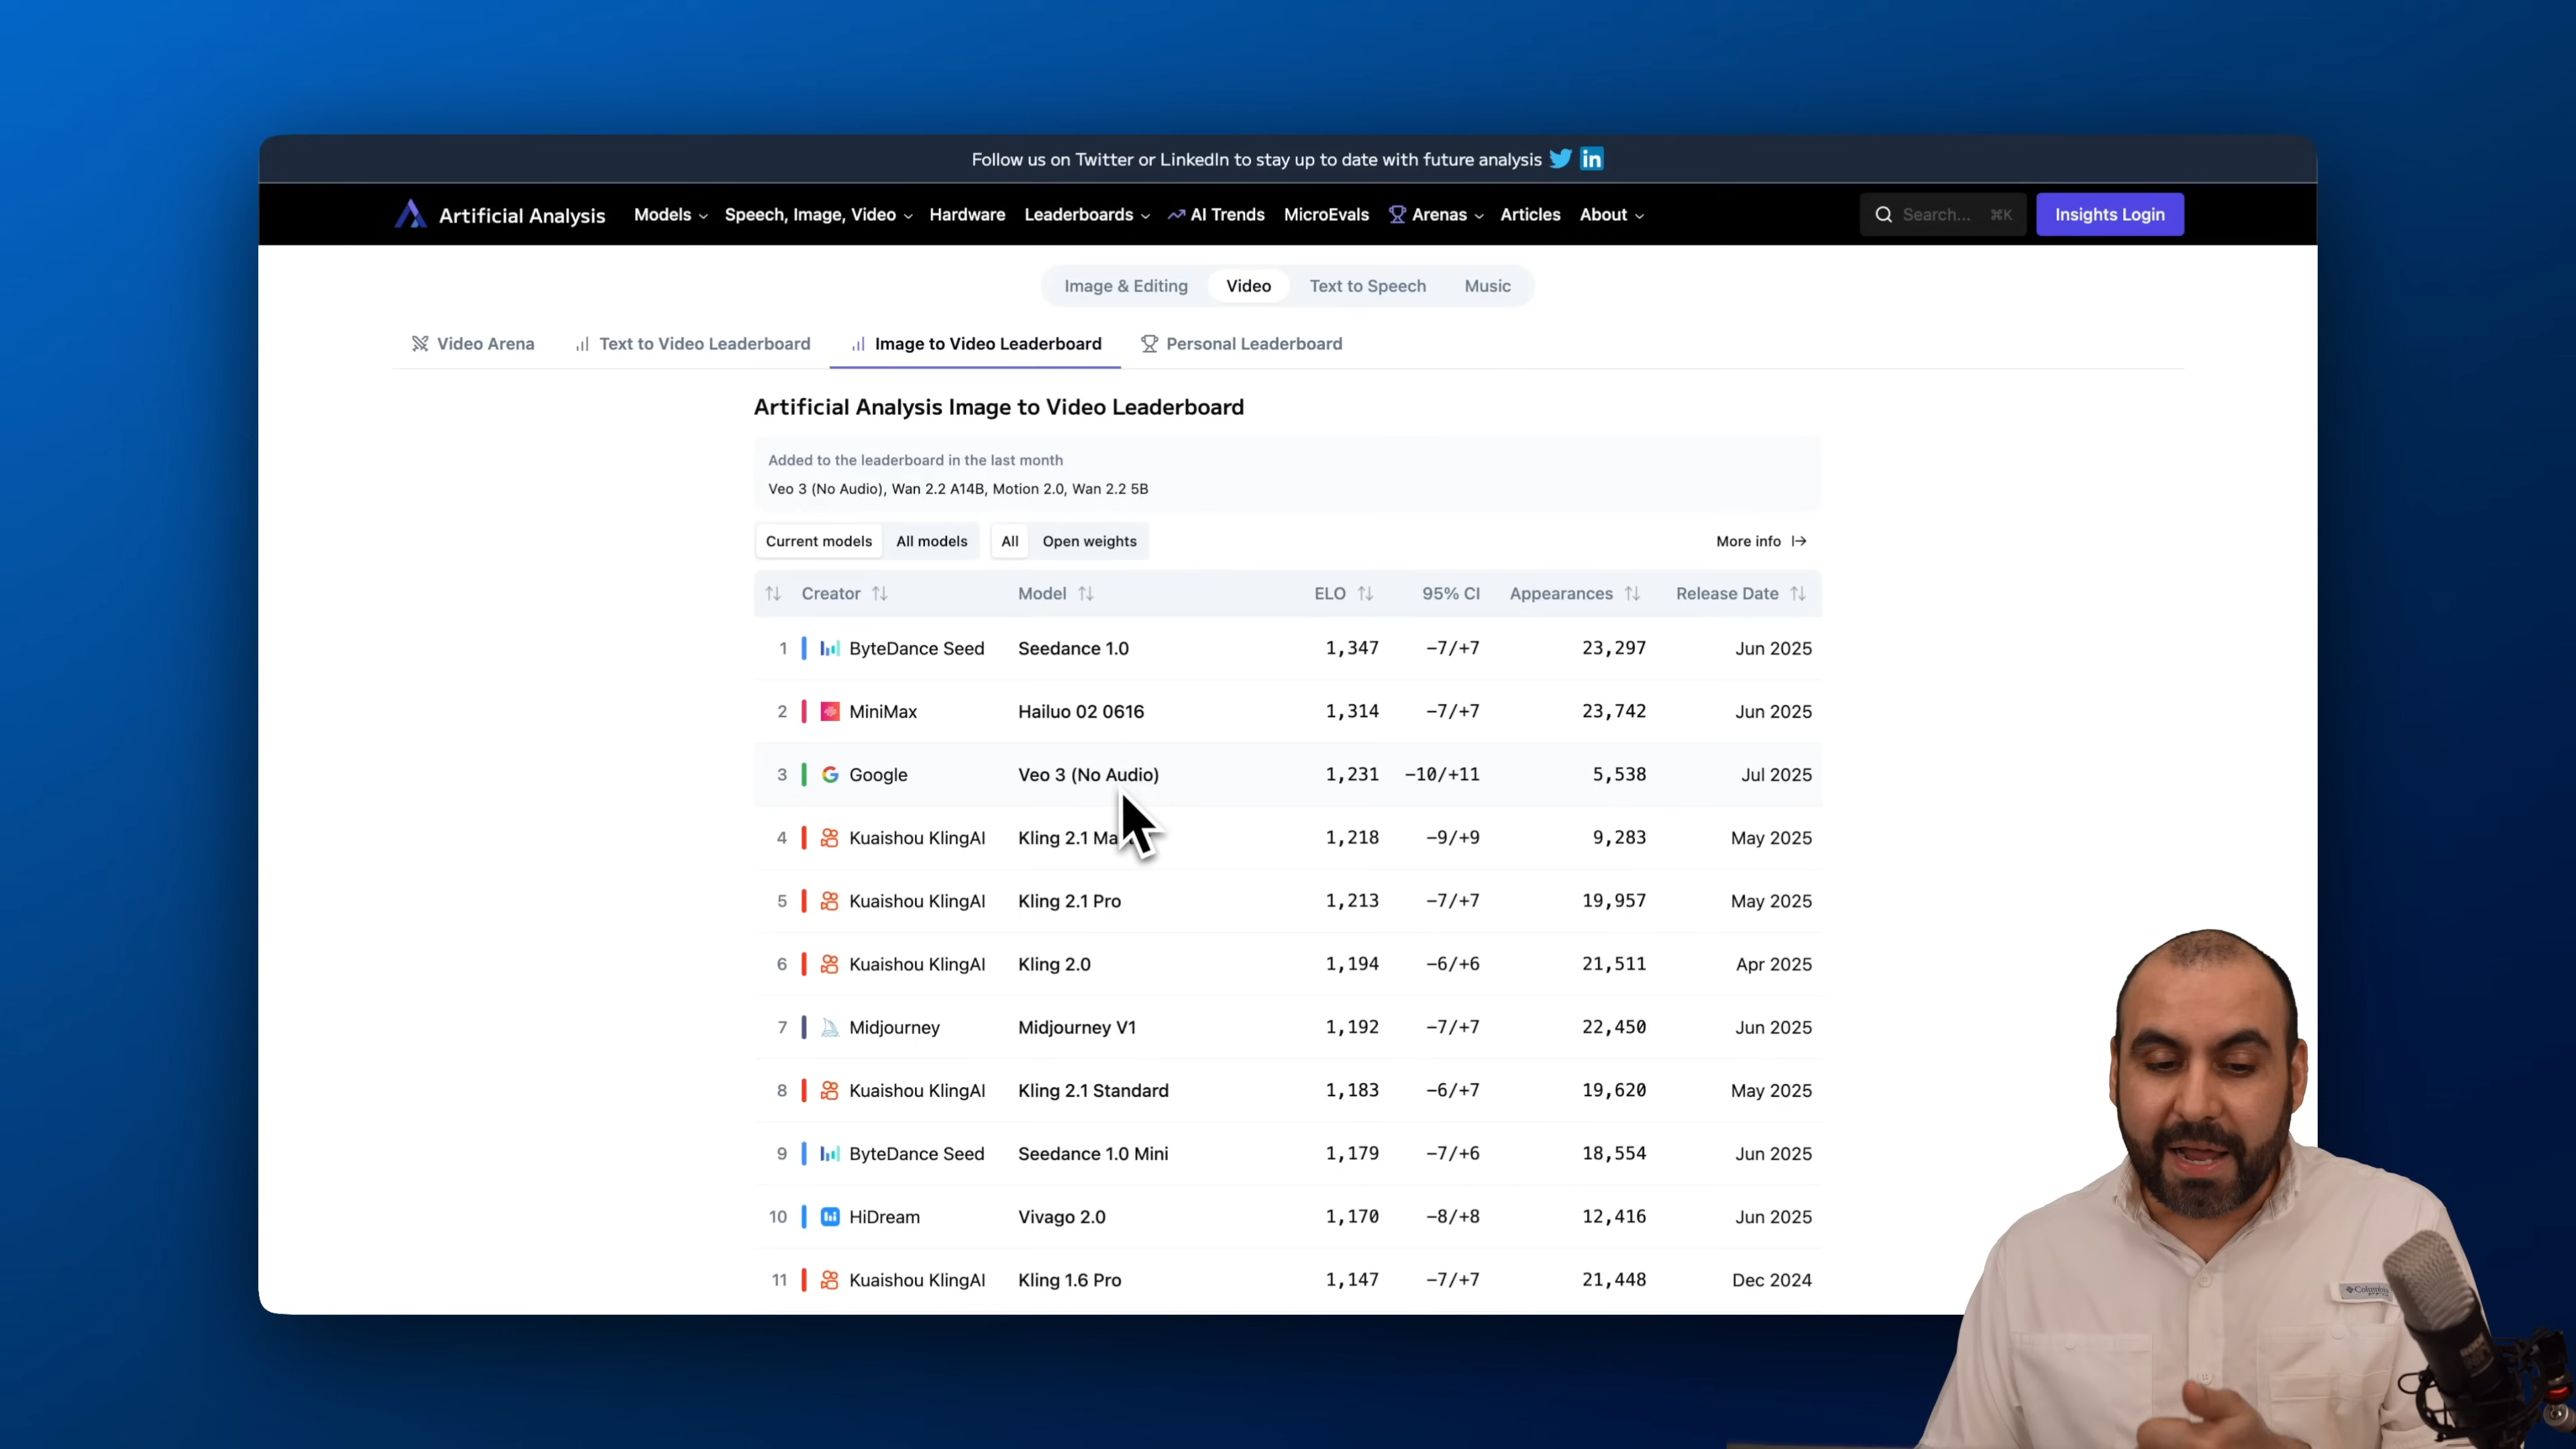 Follow us on Twitter or LinkedIn to stay up to date with future analysis
Artificial Analysis Models Speech, Image, Video Hardware Leaderboards AI Trends MicroEvals Arenas Articles About Search... ⌘K Insights Login
Image & Editing Video Text to Speech Music
Video Arena Text to Video Leaderboard Image to Video Leaderboard Personal Leaderboard
Artificial Analysis Image to Video Leaderboard
Added to the leaderboard in the last month
Veo 3 (No Audio), Wan 2.2 A14B, Motion 2.0, Wan 2.2 5B
Current models All models All Open weights More info
Creator Model ELO 95% CI Appearances Release Date
1 ByteDance Seed Seedance 1.0 1,347 −7/+7 23,297 Jun 2025
2 MiniMax Hailuo 02 0616 1,314 −7/+7 23,742 Jun 2025
3 Google Veo 3 (No Audio) 1,231 −10/+11 5,538 Jul 2025
4 Kuaishou KlingAI Kling 2.1 1,218 −9/+9 9,283 May 2025
5 Kuaishou KlingAI Kling 2.1 Pro 1,213 −7/+7 19,957 May 2025
6 Kuaishou KlingAI Kling 2.0 1,194 −6/+6 21,511 Apr 2025
7 Midjourney Midjourney V1 1,192 −7/+7 22,450 Jun 2025
8 Kuaishou KlingAI Kling 2.1 Standard 1,183 −6/+7 19,620 May 2025
9 ByteDance Seed Seedance 1.0 Mini 1,179 −7/+6 18,554 Jun 2025
10 HiDream Vivago 2.0 1,170 −8/+8 12,416 Jun 2025
11 Kuaishou KlingAI Kling 1.6 Pro 1,147 −7/+7 21,448 Dec 2024
Columbia